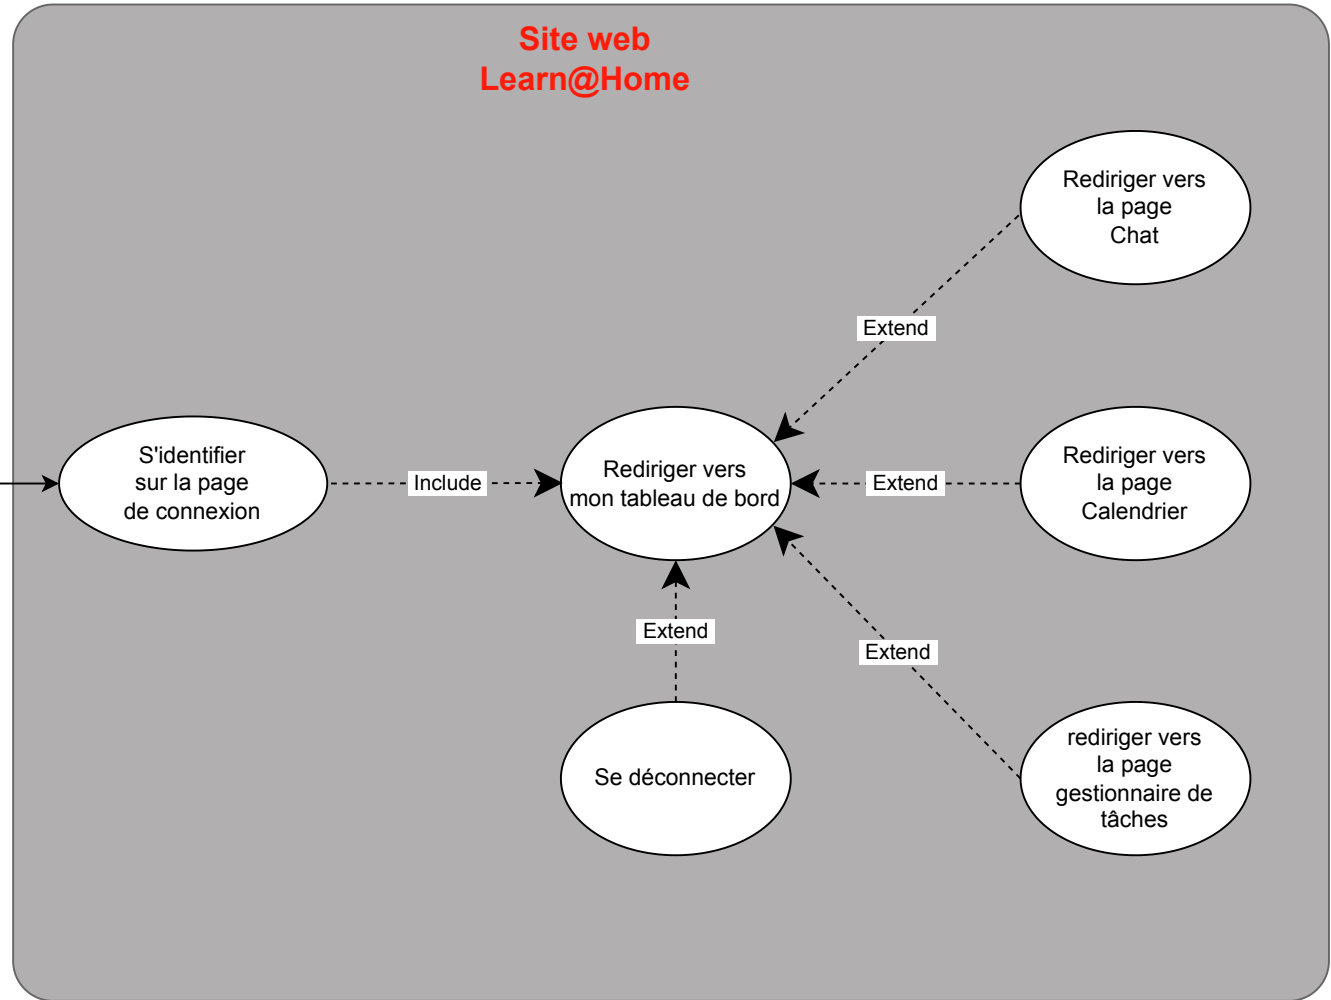 Site web
Learn@Home
Rediriger vers
la page
Chat
Extend
S'identifier
sur la page
de connexion
Include
Rediriger vers
mon tableau de bord
Extend
Rediriger vers
la page
Calendrier
Extend
Extend
Se déconnecter
rediriger vers
la page
gestionnaire de
tâches